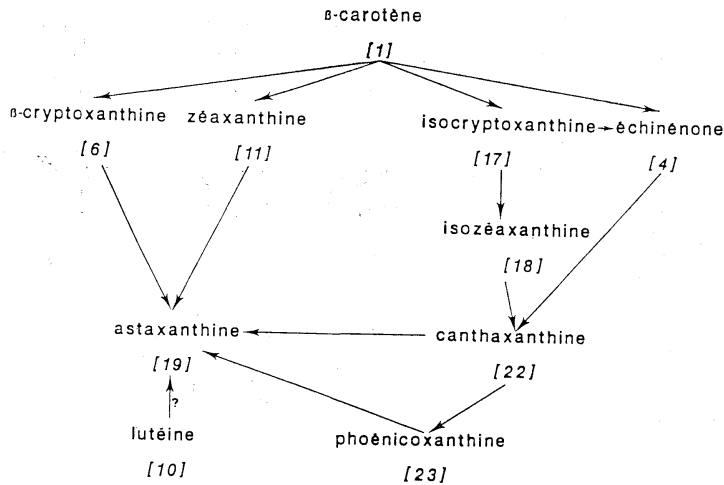 ß-carotène
[1]
ß-cryptoxanthine zéaxanthine isocryptoxanthine échinénone
[6] [11] [17] [4]
isozéaxanthine
[18]
astaxanthine canthaxanthine
[19] [22]
?
lutéine phoênicoxanthine
[10] [23]